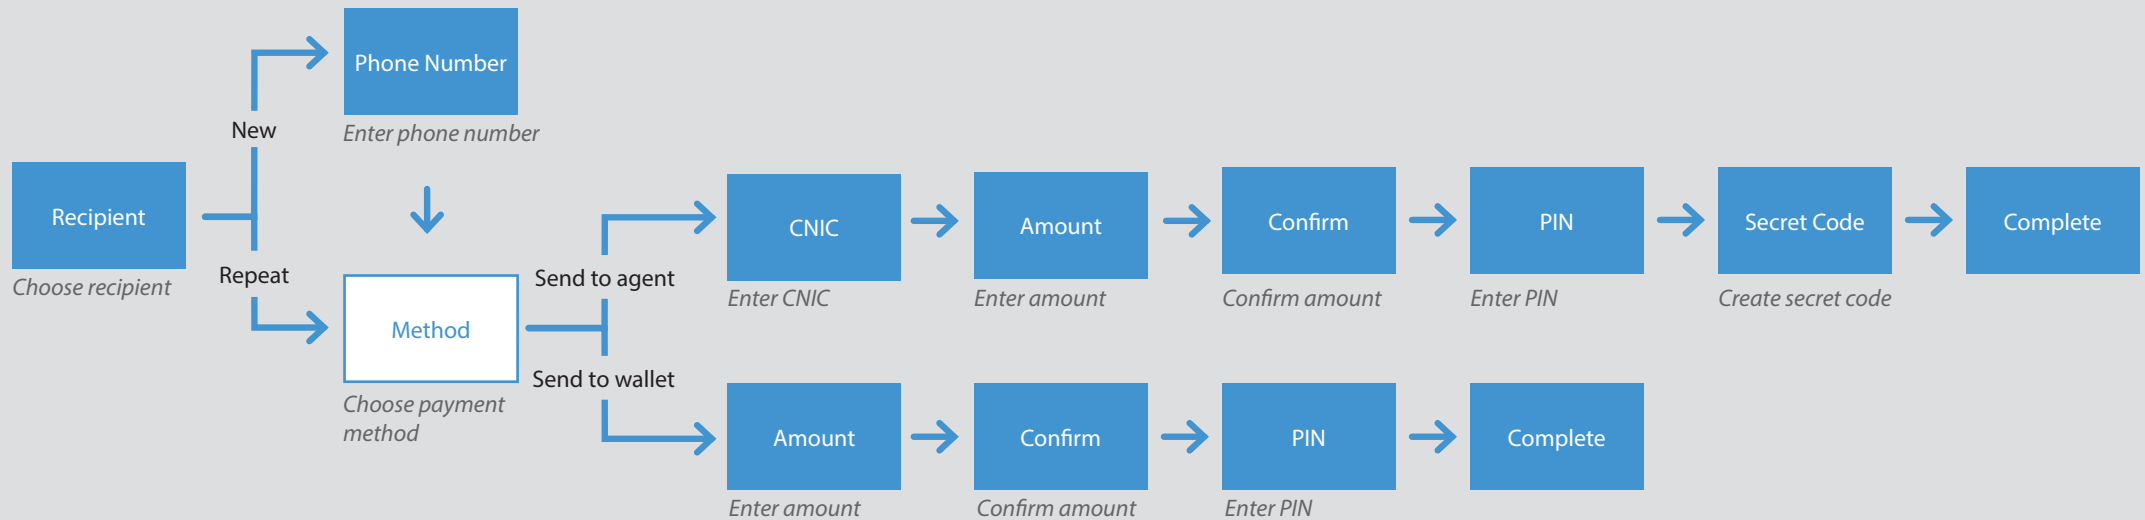 Phone Number
Enter phone number
New
Recipient
Choose recipient
Repeat
Method
Choose payment
method
Send to agent
CNIC
Enter CNIC
Amount
Enter amount
Confirm
Confirm amount
PIN
Enter PIN
Secret Code
Create secret code
Complete
Send to wallet
Amount
Enter amount
Confirm
Confirm amount
PIN
Enter PIN
Complete